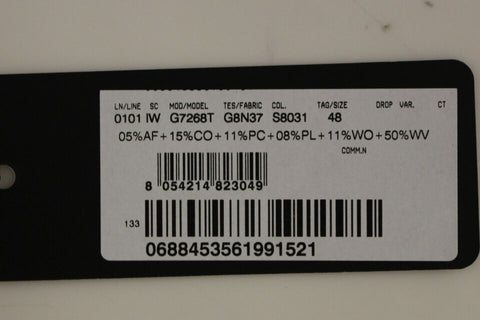 LN/LINE SC MOD/MODEL TES/FABRIC COL. TAG/SIZE DROP VAR. CT
0101 IW G7268T G8N37 S8031 48
05%AF+15%CO+11%PC+08%PL+11%WO+50%WV
COMM.N
8 054214 823049
133
0688453561991521